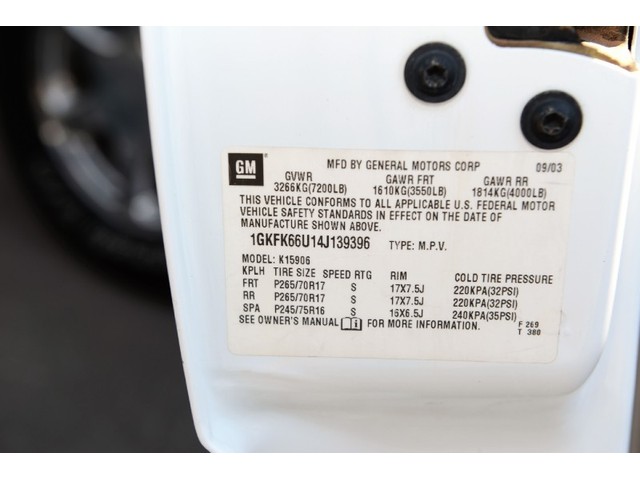 GM MFD BY GENERAL MOTORS CORP 09/03
GVWR GAWR FRT GAWR RR
3266KG(7200LB) 1610KG(3550LB) 1814KG(4000LB)
THIS VEHICLE CONFORMS TO ALL APPLICABLE U.S. FEDERAL MOTOR
VEHICLE SAFETY STANDARDS IN EFFECT ON THE DATE OF
MANUFACTURE SHOWN ABOVE.
1GKFK66U14J139396 TYPE: M.P.V.
MODEL: K15906
KPLH TIRE SIZE SPEED RTG RIM COLD TIRE PRESSURE
FRT P265/70R17 S 17X7.5J 220KPA(32PSI)
RR P265/70R17 S 17X7.5J 220KPA(32PSI)
SPA P245/75R16 S 16X6.5J 240KPA(35PSI)
SEE OWNER'S MANUAL FOR MORE INFORMATION. F 269
T 380